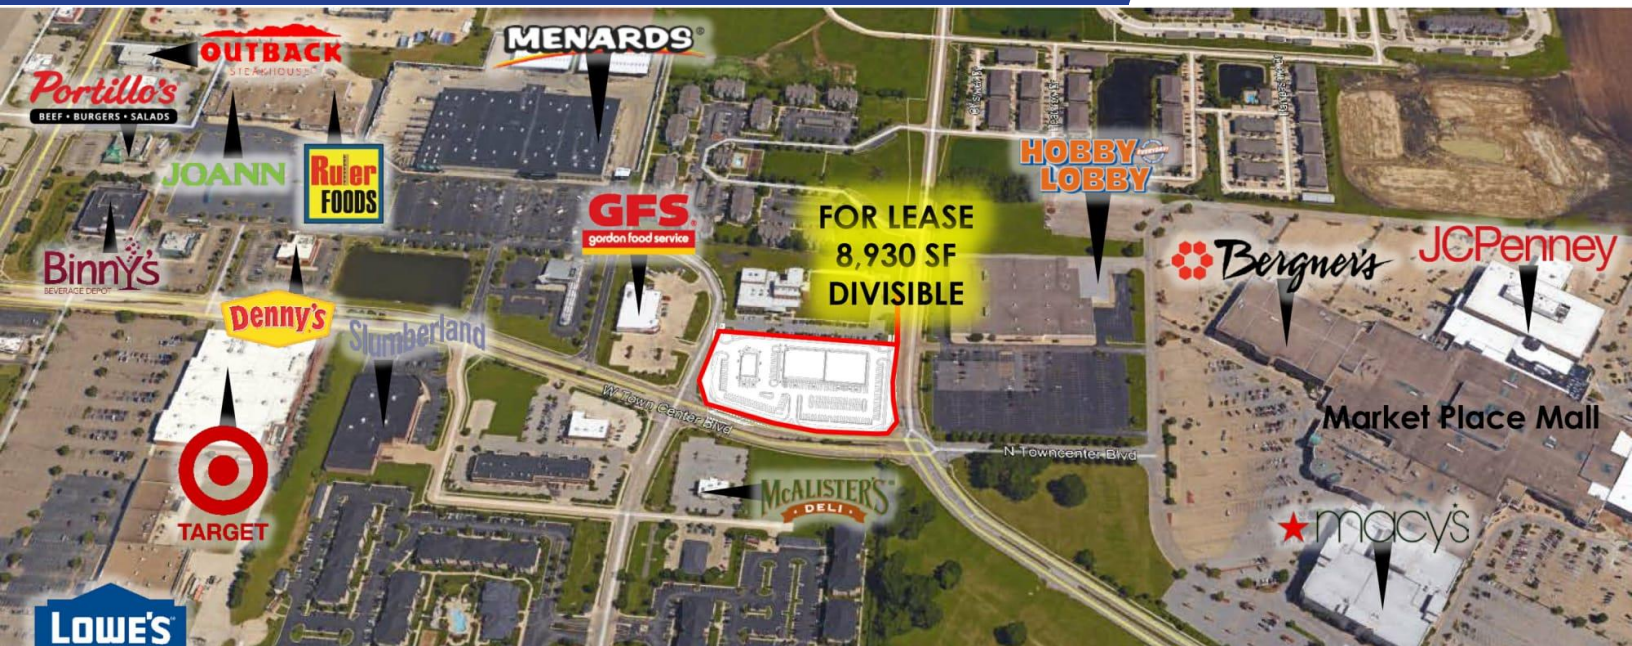 OUTBACK
STEAKHOUSE
Portillo's
BEEF • BURGERS • SALADS
MENARDS®
JOANN
Ruler
FOODS
GFS®
gordon food service
FOR LEASE
8,930 SF
DIVISIBLE
HOBBY
LOBBY
Bergner's
JCPenney
BINNY'S
BEVERAGE DEPOT
Denny's
Slumberland
W Town Center Blvd
N Towncenter Blvd
Market Place Mall
TARGET
McALISTER'S
• DELI •
★macy's
LOWE'S